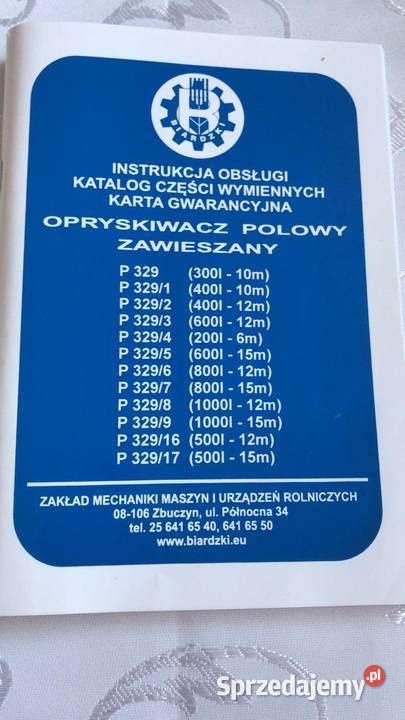 BIARDZKI
INSTRUKCJA OBSŁUGI
KATALOG CZĘŚCI WYMIENNYCH
KARTA GWARANCYJNA
OPRYSKIWACZ POLOWY
ZAWIESZANY
P 329 (300l - 10m)
P 329/1 (400l - 10m)
P 329/2 (400l - 12m)
P 329/3 (600l - 12m)
P 329/4 (200l - 6m)
P 329/5 (600l - 15m)
P 329/6 (800l - 12m)
P 329/7 (800l - 15m)
P 329/8 (1000l - 12m)
P 329/9 (1000l - 15m)
P 329/16 (500l - 12m)
P 329/17 (500l - 15m)
ZAKŁAD MECHANIKI MASZYN I URZĄDZEŃ ROLNICZYCH
08-106 Zbuczyn, ul. Północna 34
tel. 25 641 65 40, 641 65 50
www.biardzki.eu
Sprzedajemy.pl